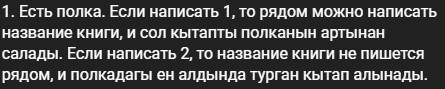 1. Есть полка. Если написать 1, то рядом можно написать
название книги, и сол кытапты полканын артынан
салады. Если написать 2, то название книги не пишется
рядом, и полкадагы ен алдында турган кытап алынады.